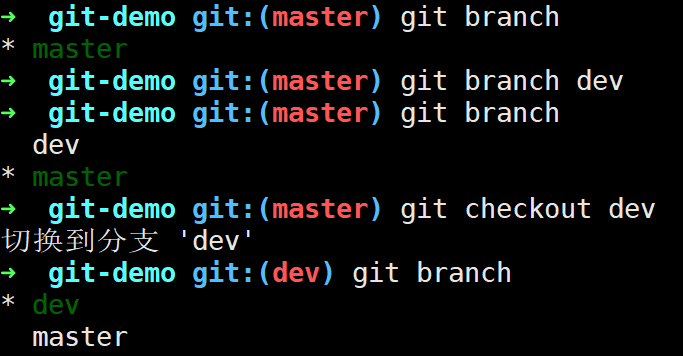 ➜  git-demo git:(master) git branch
* master
➜  git-demo git:(master) git branch dev
➜  git-demo git:(master) git branch
  dev
* master
➜  git-demo git:(master) git checkout dev
切换到分支 'dev'
➜  git-demo git:(dev) git branch
* dev
  master